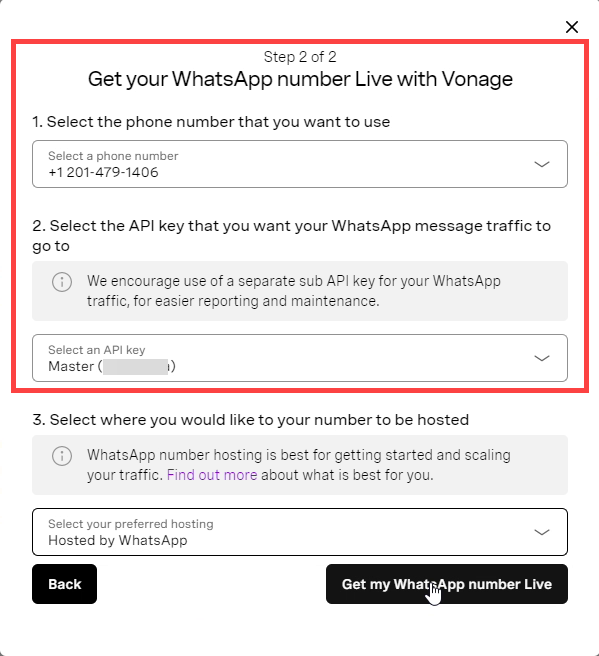 Step 2 of 2
Get your WhatsApp number Live with Vonage
1. Select the phone number that you want to use
Select a phone number
+1 201-479-1406
2. Select the API key that you want your WhatsApp message traffic to
go to
We encourage use of a separate sub API key for your WhatsApp
traffic, for easier reporting and maintenance.
Select an API key
Master ( )
3. Select where you would like to your number to be hosted
WhatsApp number hosting is best for getting started and scaling
your traffic. Find out more about what is best for you.
Select your preferred hosting
Hosted by WhatsApp
Back
Get my WhatsApp number Live